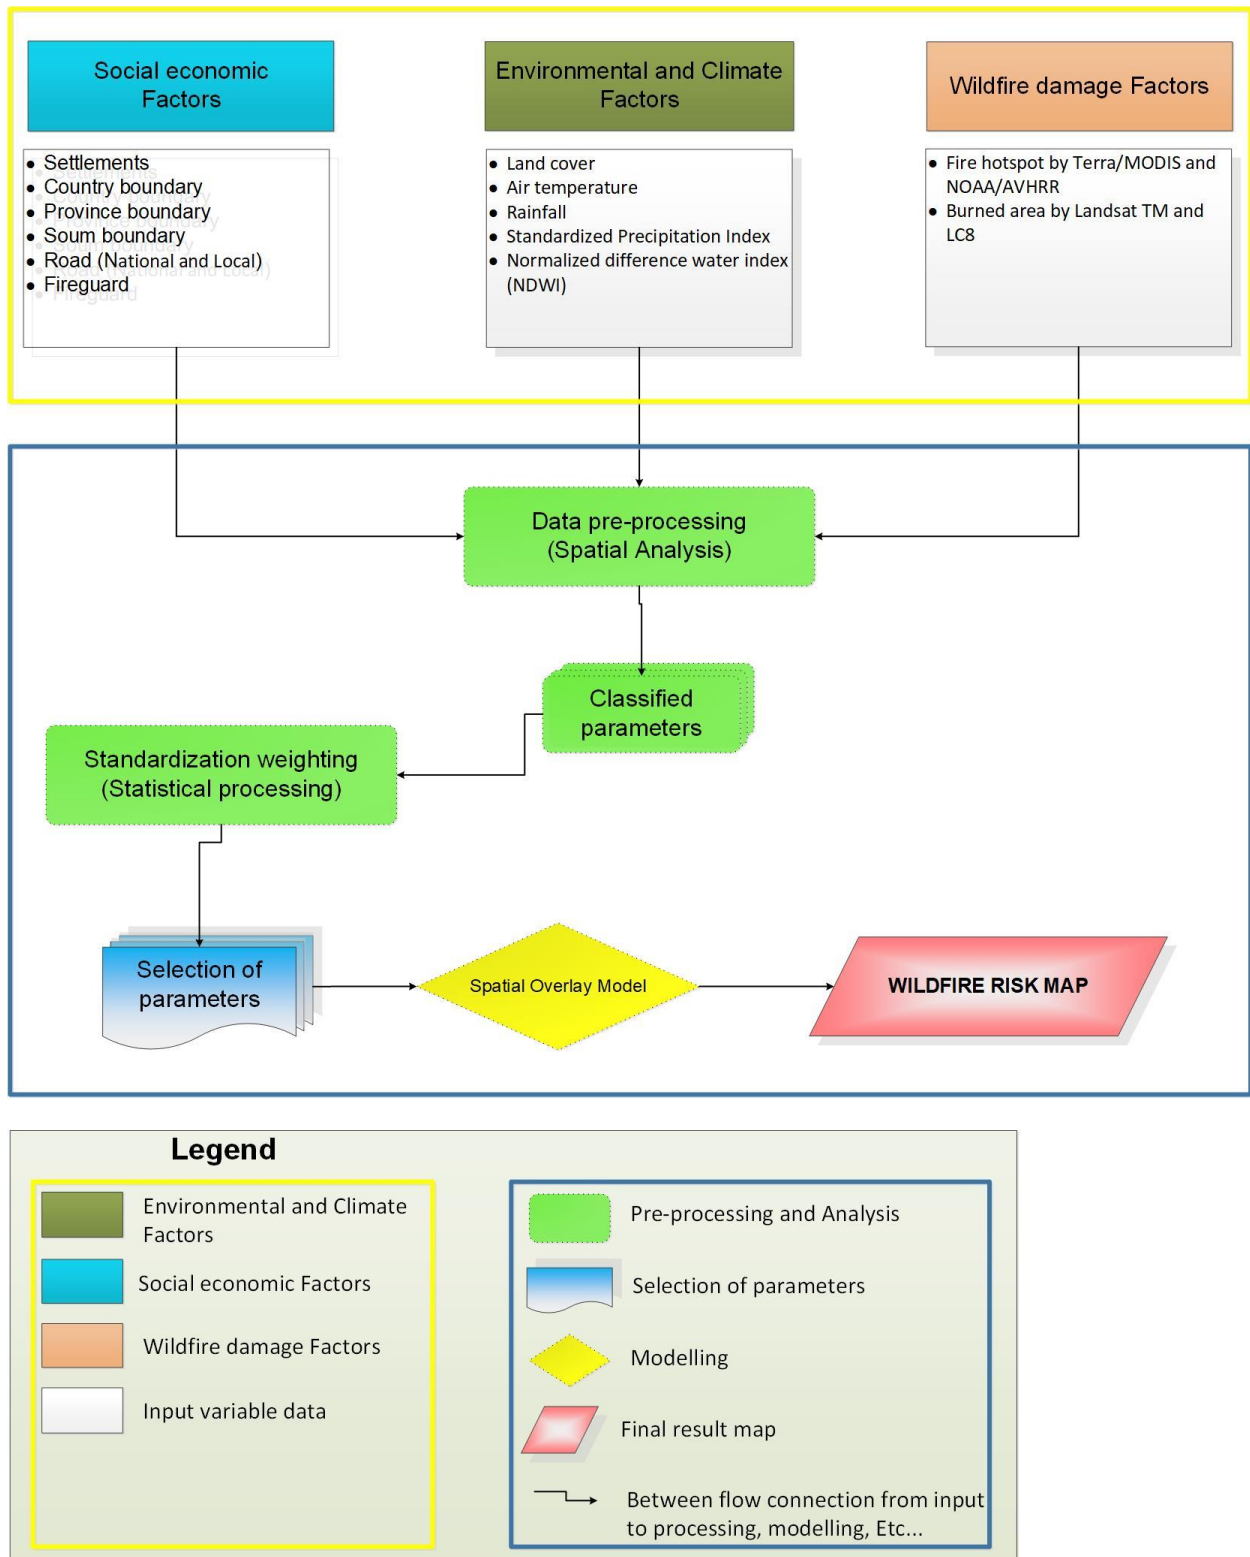 Social economic
Factors
Environmental and Climate
Factors
Wildfire damage Factors
● Settlements
● Country boundary
● Province boundary
● Soum boundary
● Road (National and Local)
● Fireguard
● Land cover
● Air temperature
● Rainfall
● Standardized Precipitation Index
● Normalized difference water index
(NDWI)
● Fire hotspot by Terra/MODIS and
NOAA/AVHRR
● Burned area by Landsat TM and
LC8
Data pre-processing
(Spatial Analysis)
Classified
parameters
Standardization weighting
(Statistical processing)
Selection of
parameters
Spatial Overlay Model
WILDFIRE RISK MAP
Legend
Environmental and Climate
Factors
Social economic Factors
Wildfire damage Factors
Input variable data
Pre-processing and Analysis
Selection of parameters
Modelling
Final result map
Between flow connection from input
to processing, modelling, Etc...